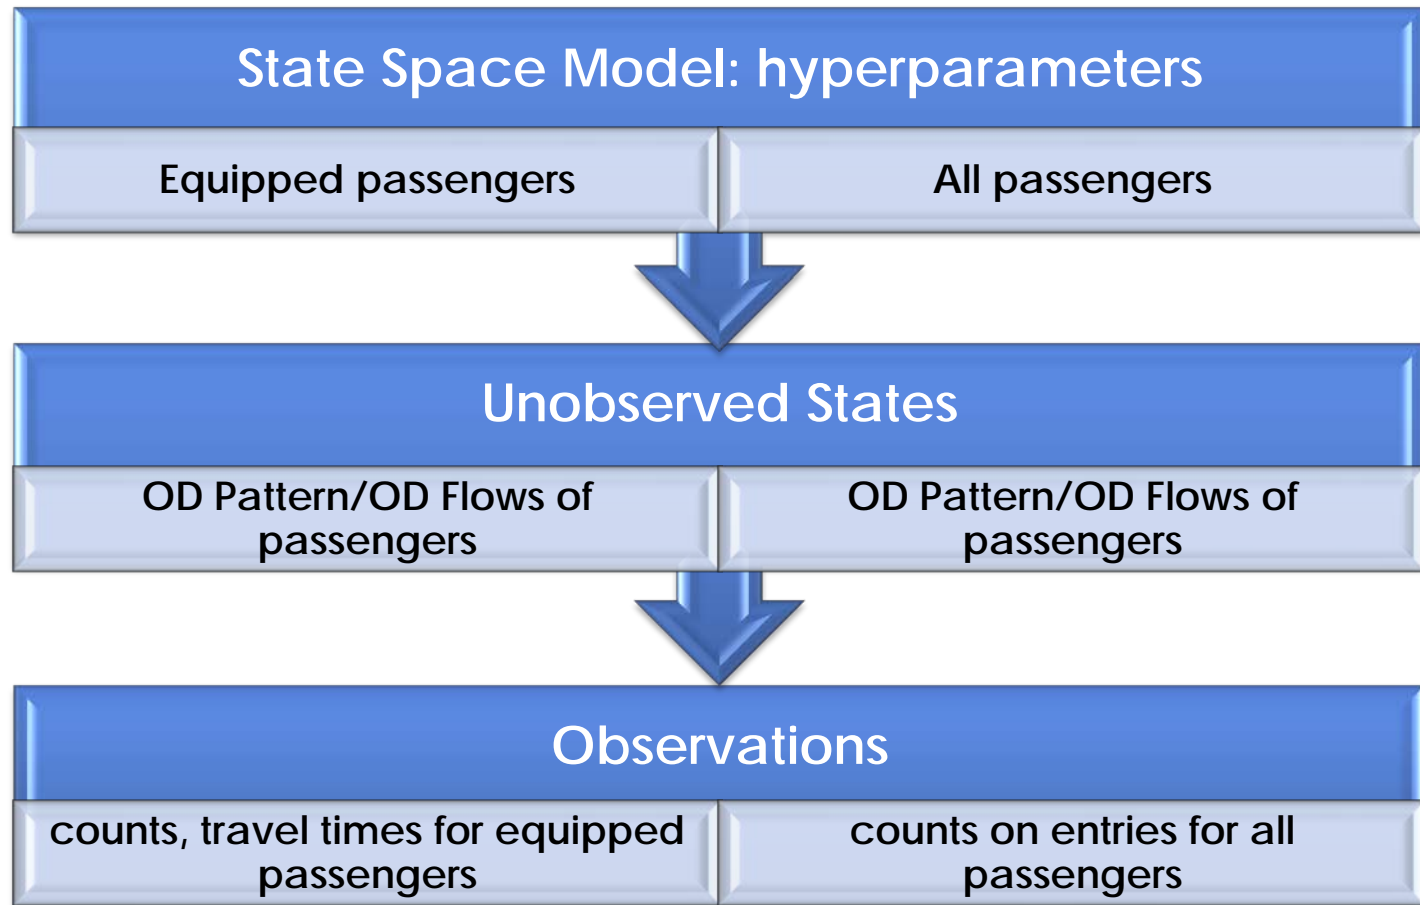 State Space Model: hyperparameters
Equipped passengers
All passengers
Unobserved States
OD Pattern/OD Flows of
passengers
OD Pattern/OD Flows of
passengers
Observations
counts, travel times for equipped
passengers
counts on entries for all
passengers